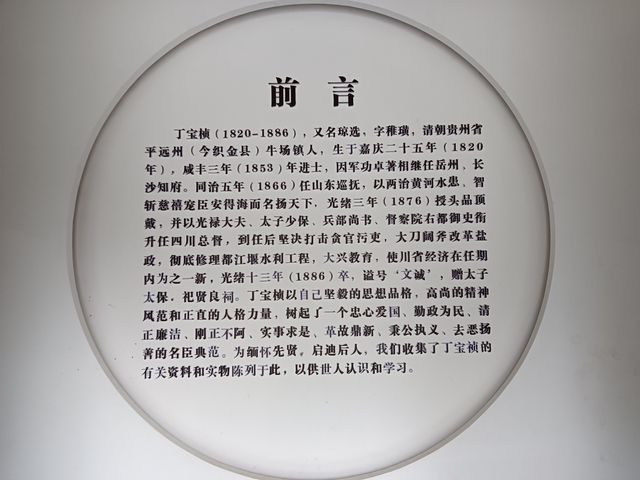 前言
丁宝桢（1820-1886），又名琼选，字稚璜，清朝贵州省
平远州（今织金县）牛场镇人，生于嘉庆二十五年（1820
年），咸丰三年（1853）年进士，因军功卓著相继任岳州、长
沙知府。同治五年（1866）任山东巡抚，以两治黄河水患、智
斩慈禧宠臣安得海而名扬天下，光绪三年（1876）授头品顶
戴，并以光禄大夫、太子少保、兵部尚书、督察院右都御史衔
升任四川总督，到任后坚决打击贪官污吏，大刀阔斧改革盐
政，彻底修理都江堰水利工程，大兴教育，使川省经济在任期
内为之一新，光绪十三年（1886）卒，谥号“文诚”，赠太子
太保。祀贤良祠。丁宝桢以自己坚毅的思想品格，高尚的精神
风范和正直的人格力量，树起了一个忠心爱国、勤政为民、清
正廉洁、刚正不阿、实事求是、革故鼎新、秉公执义、去恶扬
善的名臣典范。为缅怀先贤。启迪后人，我们收集了丁宝桢的
有关资料和实物陈列于此，以供世人认识和学习。